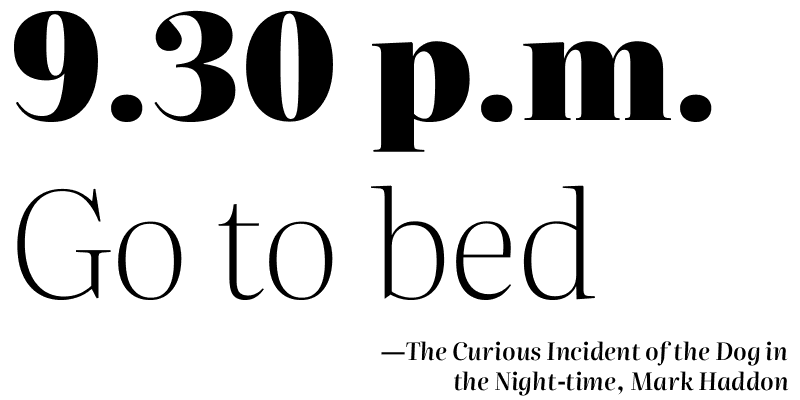 9.30 p.m.
Go to bed
—The Curious Incident of the Dog in
the Night-time, Mark Haddon